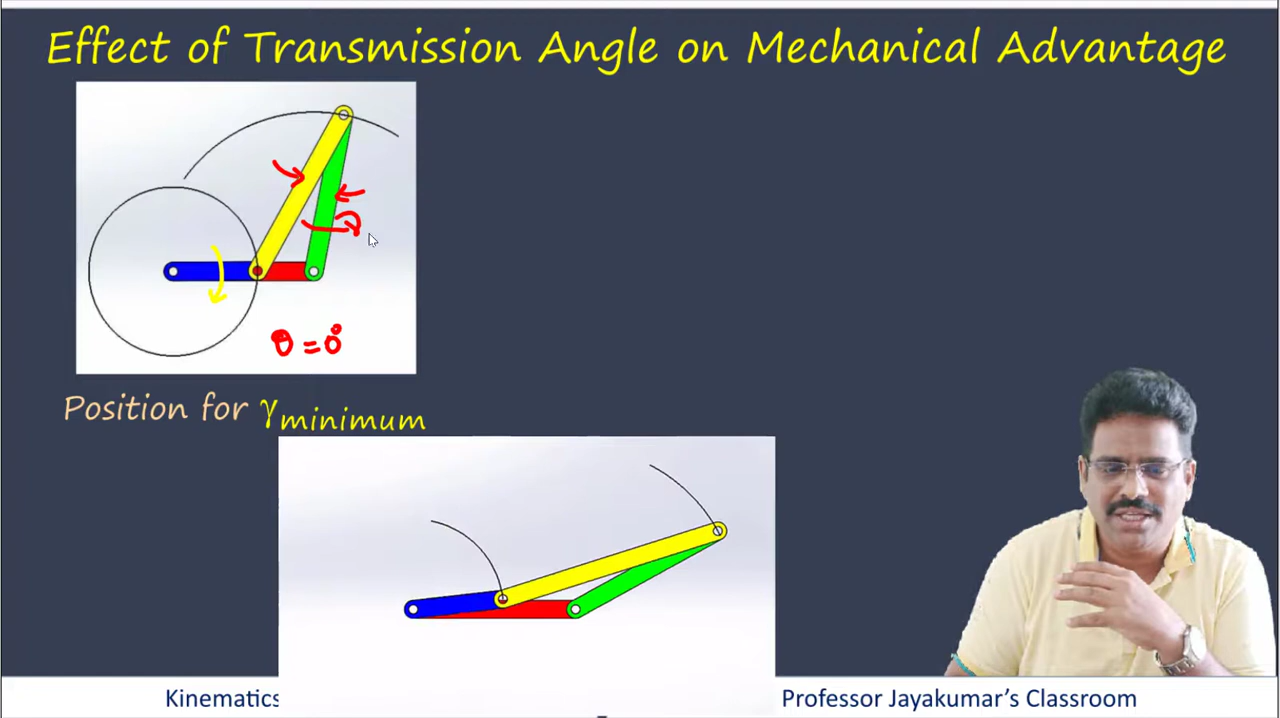 Effect of Transmission Angle on Mechanical Advantage
θ = 0°
Position for γminimum
Kinematics
Professor Jayakumar's Classroom